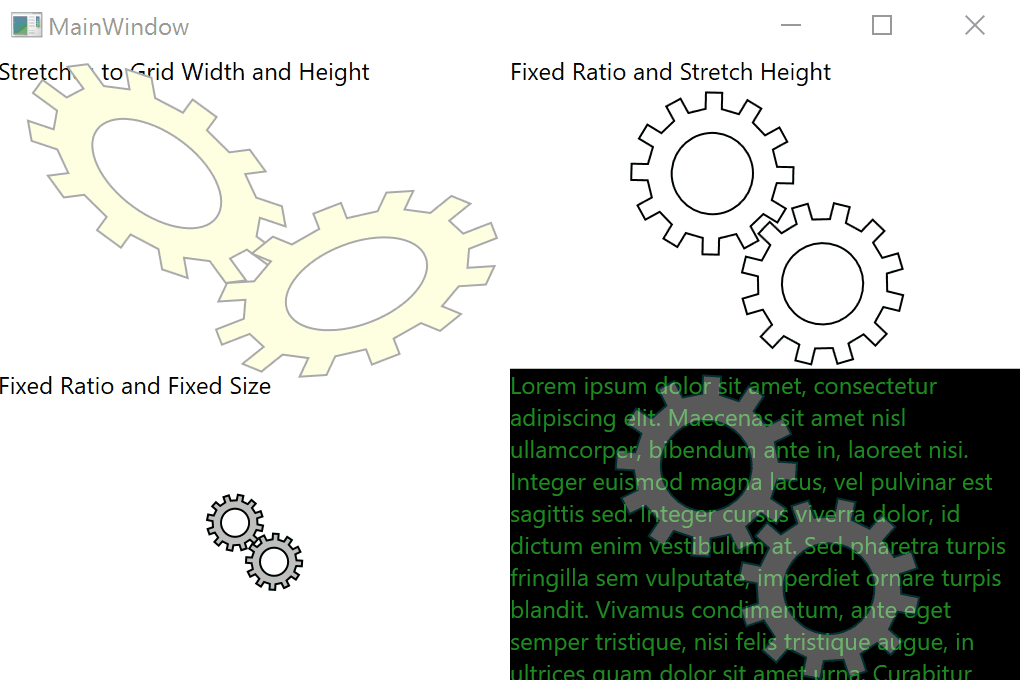 MainWindow
Stretches to Grid Width and Height
Fixed Ratio and Stretch Height
Fixed Ratio and Fixed Size
Lorem ipsum dolor sit amet, consectetur
adipiscing elit. Maecenas sit amet nisl
ullamcorper, bibendum ante in, laoreet nisi.
Integer euismod magna lacus, vel pulvinar est
sagittis sed. Integer cursus viverra dolor, id
dictum enim vestibulum at. Sed pharetra turpis
fringilla sem vulputate, imperdiet ornare turpis
blandit. Vivamus condimentum, ante eget
semper tristique, nisi felis tristique augue, in
ultrices quam dolor sit amet urna. Curabitur